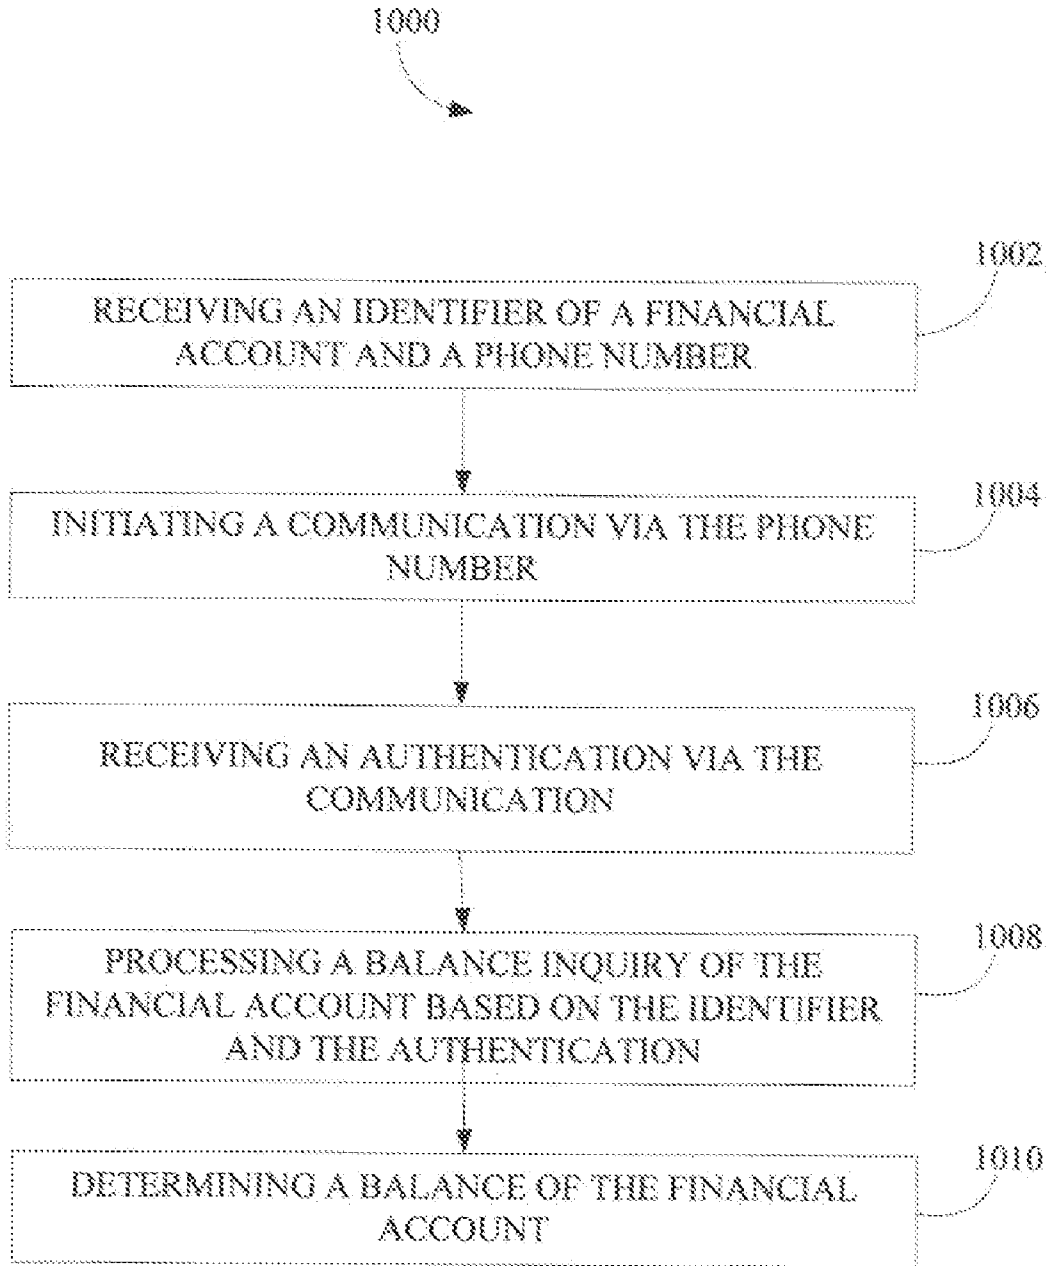 1000
1002
RECEIVING AN IDENTIFIER OF A FINANCIAL
ACCOUNT AND A PHONE NUMBER
1004
INITIATING A COMMUNICATION VIA THE PHONE
NUMBER
1006
RECEIVING AN AUTHENTICATION VIA THE
COMMUNICATION
1008
PROCESSING A BALANCE INQUIRY OF THE
FINANCIAL ACCOUNT BASED ON THE IDENTIFIER
AND THE AUTHENTICATION
1010
DETERMINING A BALANCE OF THE FINANCIAL
ACCOUNT